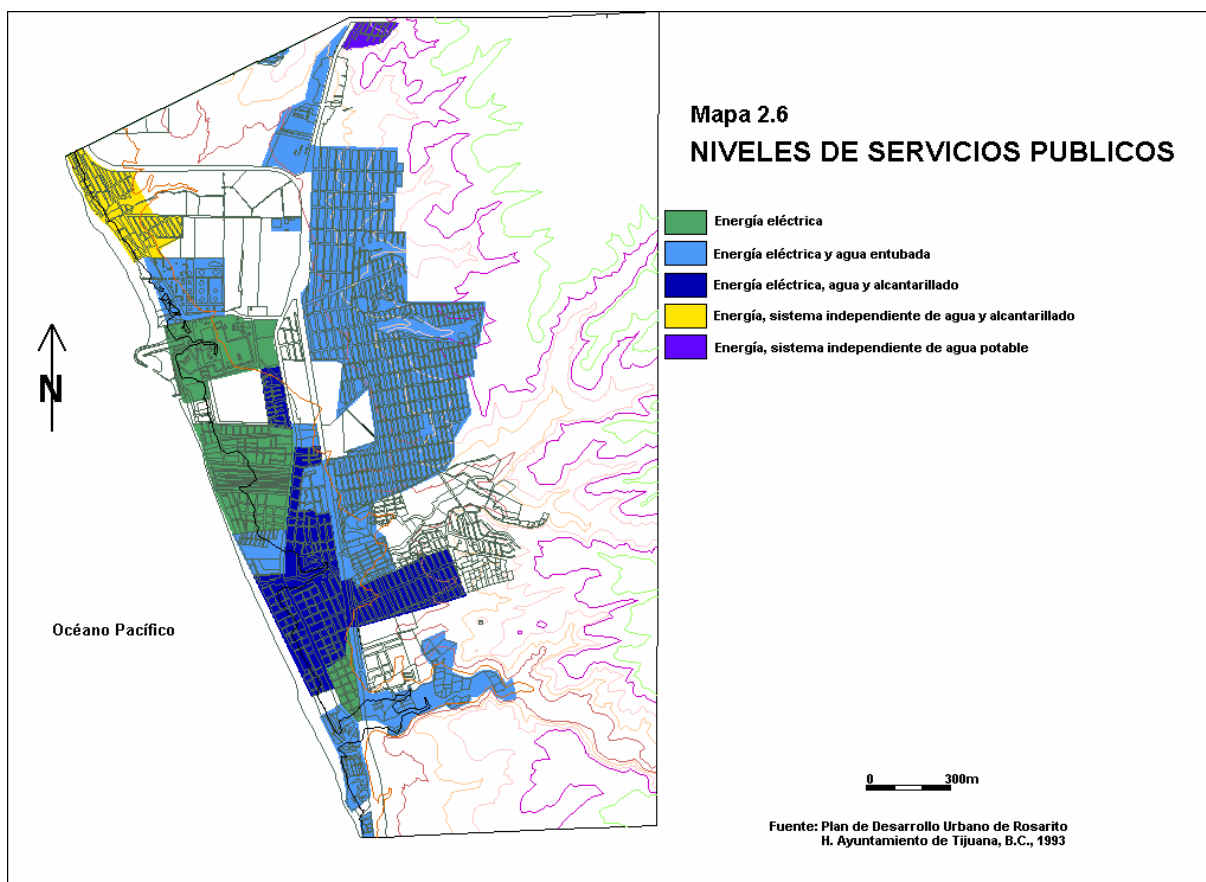 Mapa 2.6
NIVELES DE SERVICIOS PUBLICOS
Energía eléctrica
Energía eléctrica y agua entubada
Energía eléctrica, agua y alcantarillado
Energía, sistema independiente de agua y alcantarillado
Energía, sistema independiente de agua potable
N
Océano Pacífico
0 300m
Fuente: Plan de Desarrollo Urbano de Rosarito
H. Ayuntamiento de Tijuana, B.C., 1993